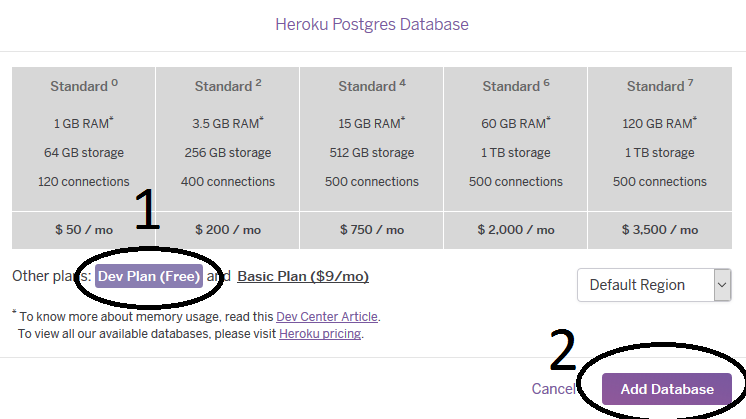 Heroku Postgres Database
Standard 0 Standard 2 Standard 4 Standard 6 Standard 7
1 GB RAM* 3.5 GB RAM* 15 GB RAM* 60 GB RAM* 120 GB RAM*
64 GB storage 256 GB storage 512 GB storage 1 TB storage 1 TB storage
120 connections 400 connections 500 connections 500 connections 500 connections
1
$ 50 / mo $ 200 / mo $ 750 / mo $ 2,000 / mo $ 3,500 / mo
Other plans: Dev Plan (Free) and Basic Plan ($9/mo)
Default Region
* To know more about memory usage, read this Dev Center Article.
To view all our available databases, please visit Heroku pricing.
2
Cancel Add Database